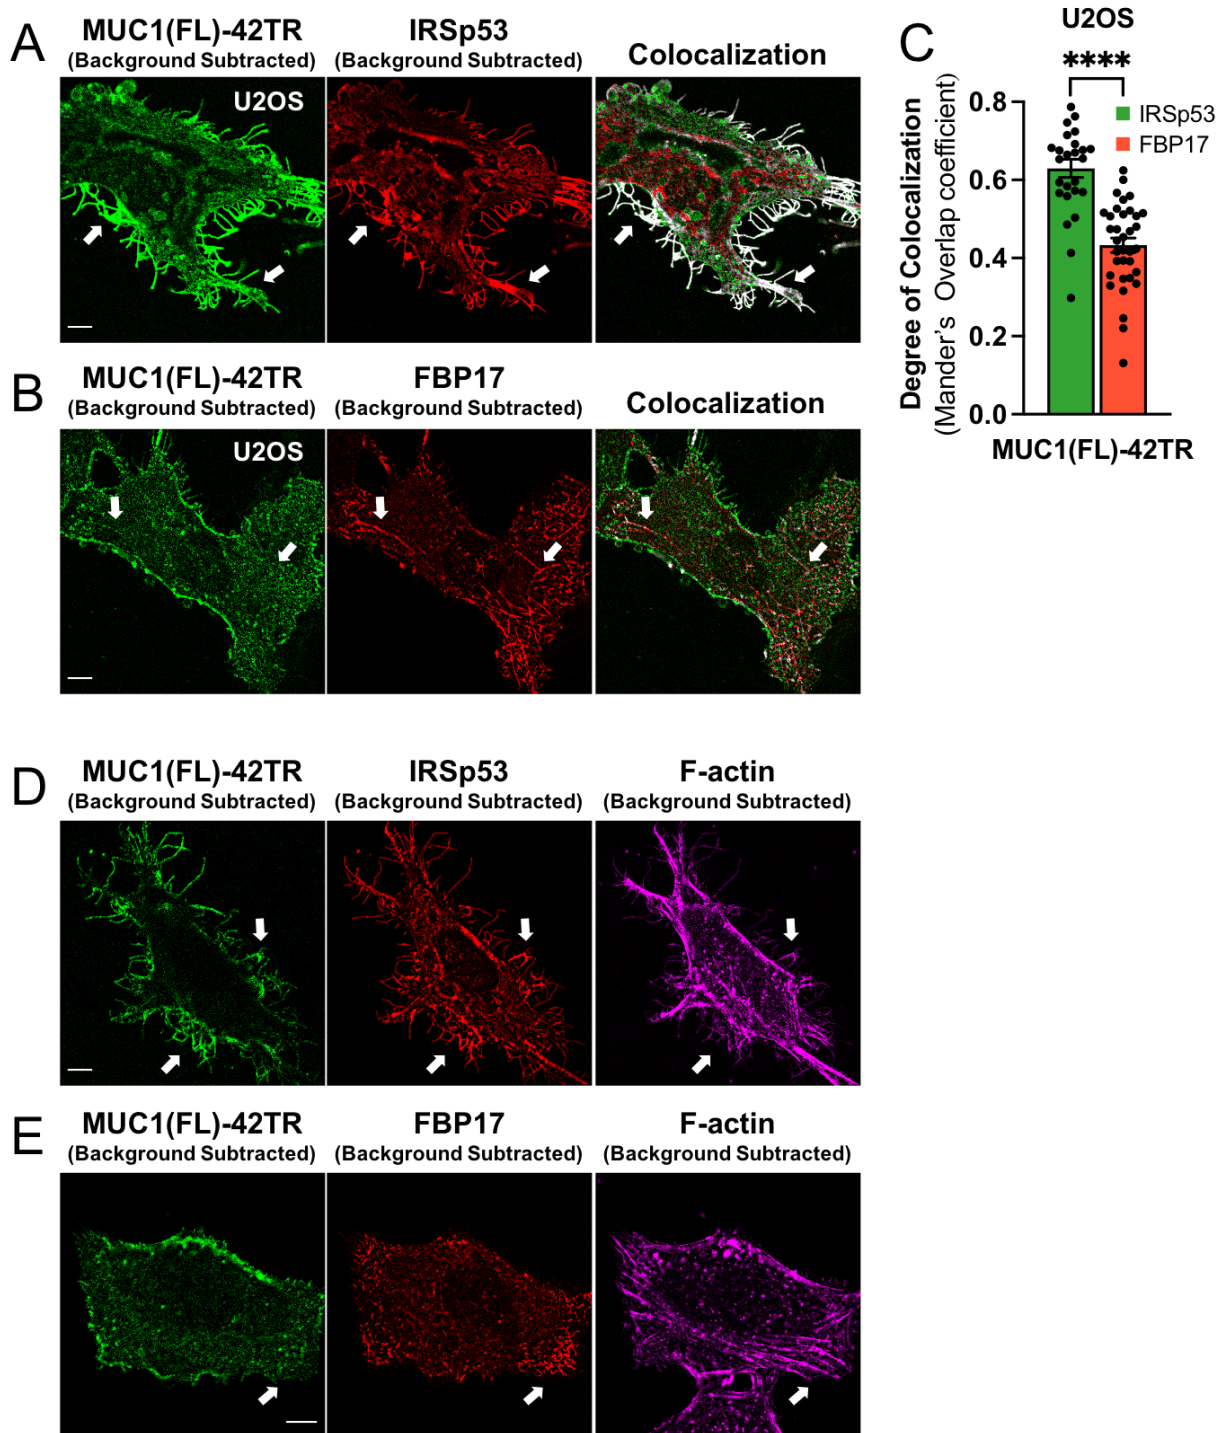 A
MUC1(FL)-42TR
(Background Subtracted)
IRSp53
(Background Subtracted)
Colocalization
U2OS
B
MUC1(FL)-42TR
(Background Subtracted)
FBP17
(Background Subtracted)
Colocalization
U2OS
C
U2OS
****
Degree of Colocalization
(Mander's Overlap coefficient)
0.8
0.6
0.4
0.2
0.0
IRSp53
FBP17
MUC1(FL)-42TR
D
MUC1(FL)-42TR
(Background Subtracted)
IRSp53
(Background Subtracted)
F-actin
(Background Subtracted)
E
MUC1(FL)-42TR
(Background Subtracted)
FBP17
(Background Subtracted)
F-actin
(Background Subtracted)